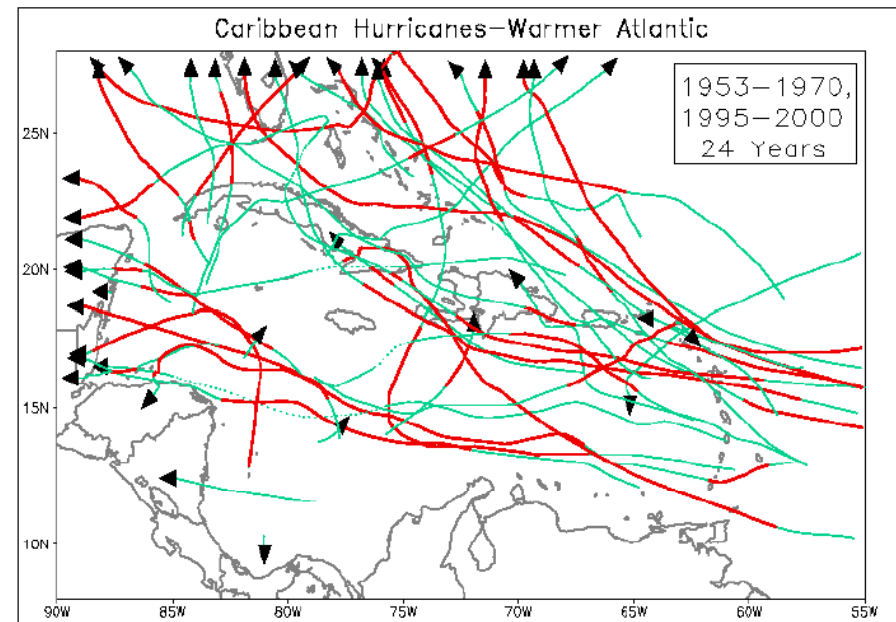 Caribbean Hurricanes-Warmer Atlantic
1953-1970,
1995-2000
24 Years
25N
20N
15N
10N
90W 85W 80W 75W 70W 65W 60W 55W